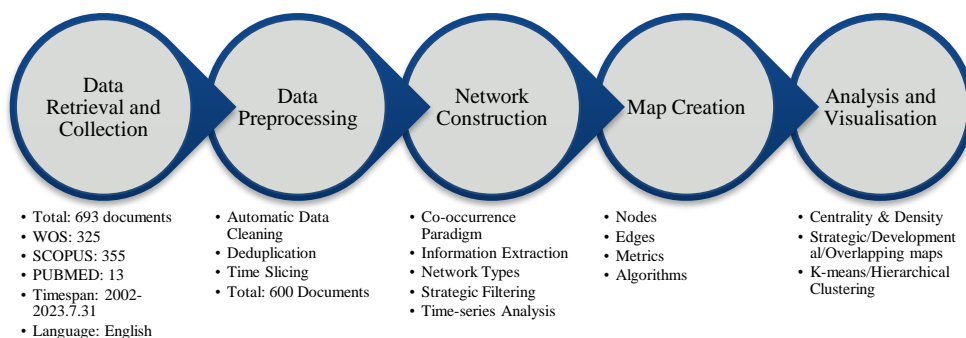 Data
Retrieval and
Collection
Data
Preprocessing
Network
Construction
Map Creation
Analysis and
Visualisation
• Total: 693 documents
• WOS: 325
• SCOPUS: 355
• PUBMED: 13
• Timespan: 2002-
2023.7.31
• Language: English
• Automatic Data
Cleaning
• Deduplication
• Time Slicing
• Total: 600 Documents
• Co-occurrence
Paradigm
• Information Extraction
• Network Types
• Strategic Filtering
• Time-series Analysis
• Nodes
• Edges
• Metrics
• Algorithms
• Centrality & Density
• Strategic/Development
al/Overlapping maps
• K-means/Hierarchical
Clustering